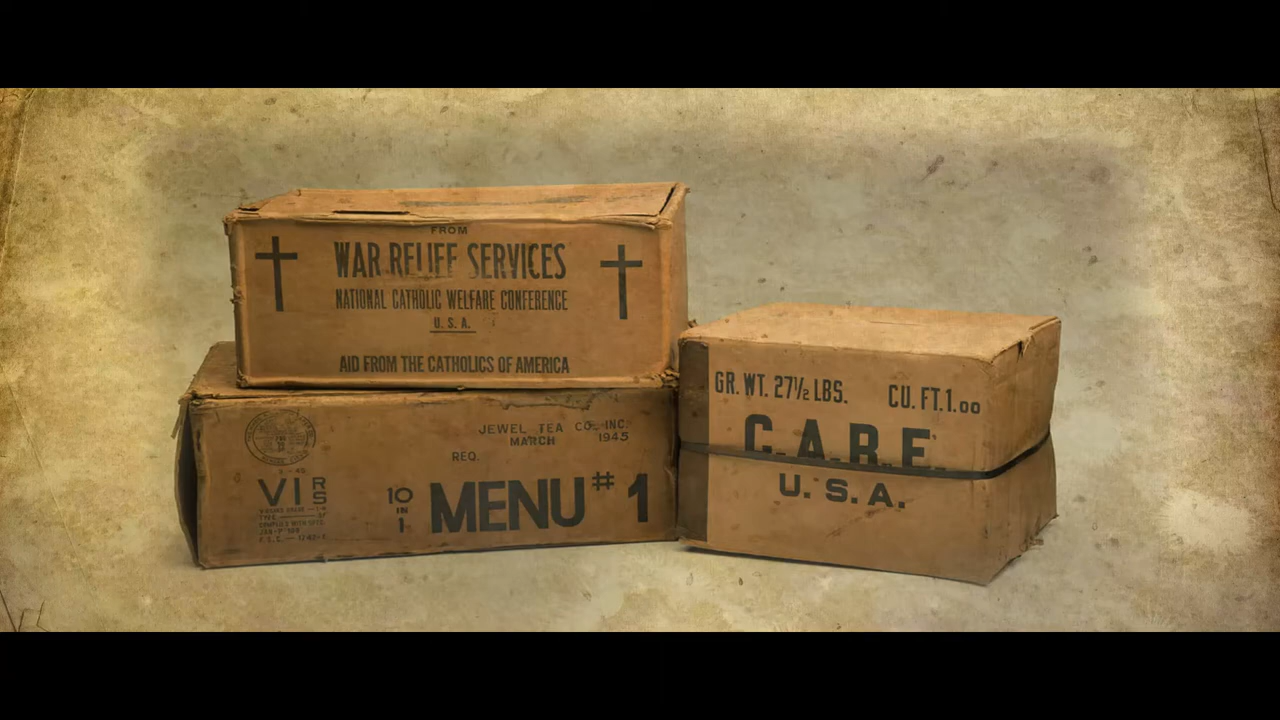 FROM
WAR RELIEF SERVICES
NATIONAL CATHOLIC WELFARE CONFERENCE
U.S.A.
AID FROM THE CATHOLICS OF AMERICA
JEWEL TEA CO., INC.
MARCH 1945
REQ.
VI R S
10 IN 1
MENU #1
GR. WT. 27½ LBS. CU. FT. 1.00
C.A.R.E.
U.S.A.